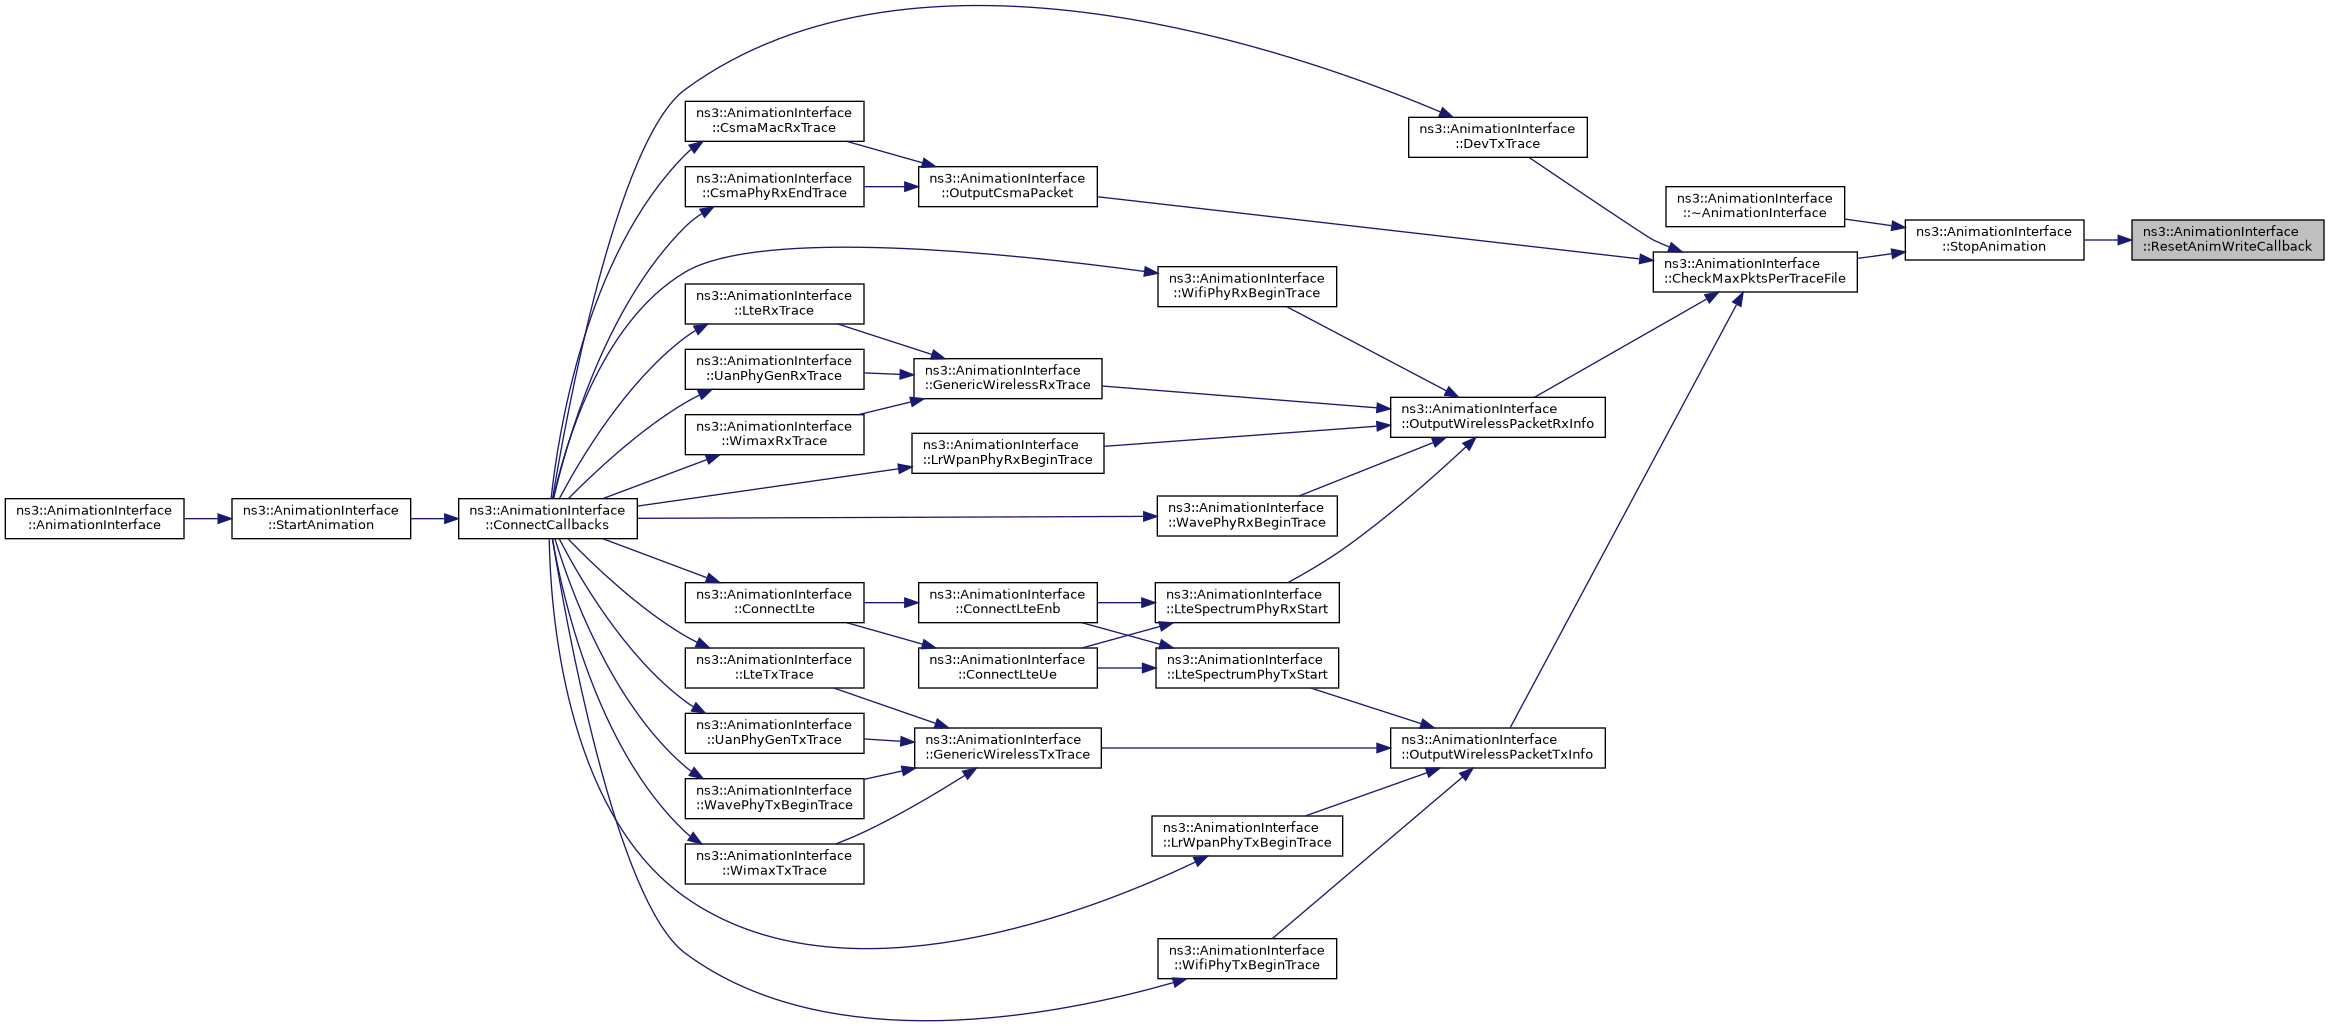 ns3::AnimationInterface
::AnimationInterface
ns3::AnimationInterface
::StartAnimation
ns3::AnimationInterface
::ConnectCallbacks
ns3::AnimationInterface
::CsmaMacRxTrace
ns3::AnimationInterface
::CsmaPhyRxEndTrace
ns3::AnimationInterface
::LteRxTrace
ns3::AnimationInterface
::UanPhyGenRxTrace
ns3::AnimationInterface
::WimaxRxTrace
ns3::AnimationInterface
::ConnectLte
ns3::AnimationInterface
::LteTxTrace
ns3::AnimationInterface
::UanPhyGenTxTrace
ns3::AnimationInterface
::WavePhyTxBeginTrace
ns3::AnimationInterface
::WimaxTxTrace
ns3::AnimationInterface
::OutputCsmaPacket
ns3::AnimationInterface
::GenericWirelessRxTrace
ns3::AnimationInterface
::LrWpanPhyRxBeginTrace
ns3::AnimationInterface
::ConnectLteEnb
ns3::AnimationInterface
::ConnectLteUe
ns3::AnimationInterface
::GenericWirelessTxTrace
ns3::AnimationInterface
::WifiPhyRxBeginTrace
ns3::AnimationInterface
::WavePhyRxBeginTrace
ns3::AnimationInterface
::LteSpectrumPhyRxStart
ns3::AnimationInterface
::LteSpectrumPhyTxStart
ns3::AnimationInterface
::LrWpanPhyTxBeginTrace
ns3::AnimationInterface
::WifiPhyTxBeginTrace
ns3::AnimationInterface
::DevTxTrace
ns3::AnimationInterface
::OutputWirelessPacketRxInfo
ns3::AnimationInterface
::OutputWirelessPacketTxInfo
ns3::AnimationInterface
::~AnimationInterface
ns3::AnimationInterface
::CheckMaxPktsPerTraceFile
ns3::AnimationInterface
::StopAnimation
ns3::AnimationInterface
::ResetAnimWriteCallback